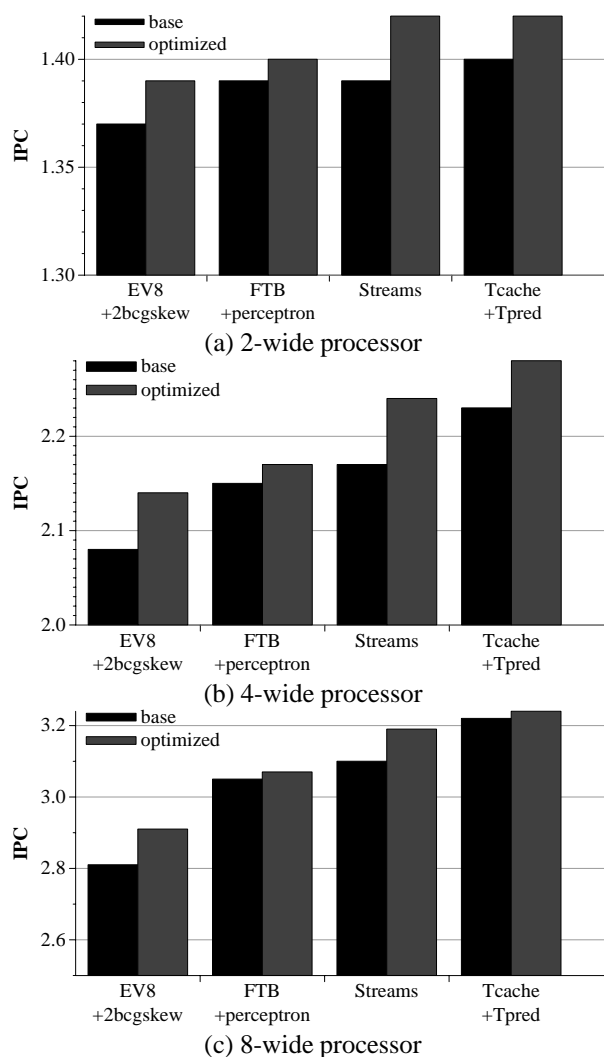 base
optimized
1.40
1.35
1.30
IPC
EV8 FTB Streams Tcache
+2bcgskew +perceptron +Tpred
(a) 2-wide processor
base
optimized
2.2
2.1
2.0
IPC
EV8 FTB Streams Tcache
+2bcgskew +perceptron +Tpred
(b) 4-wide processor
3.2
base
optimized
3.0
2.8
2.6
IPC
EV8 FTB Streams Tcache
+2bcgskew +perceptron +Tpred
(c) 8-wide processor